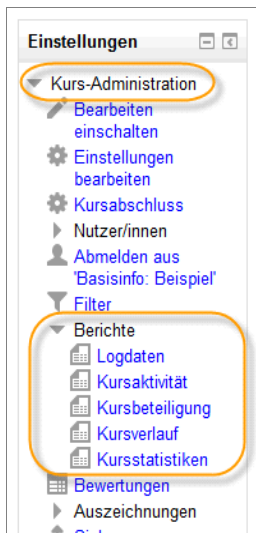 Einstellungen
Kurs-Administration
Bearbeiten
einschalten
Einstellungen
bearbeiten
Kursabschluss
Nutzer/innen
Abmelden aus
'Basisinfo: Beispiel'
Filter
Berichte
Logdaten
Kursaktivität
Kursbeteiligung
Kursverlauf
Kursstatistiken
Bewertungen
Auszeichnungen